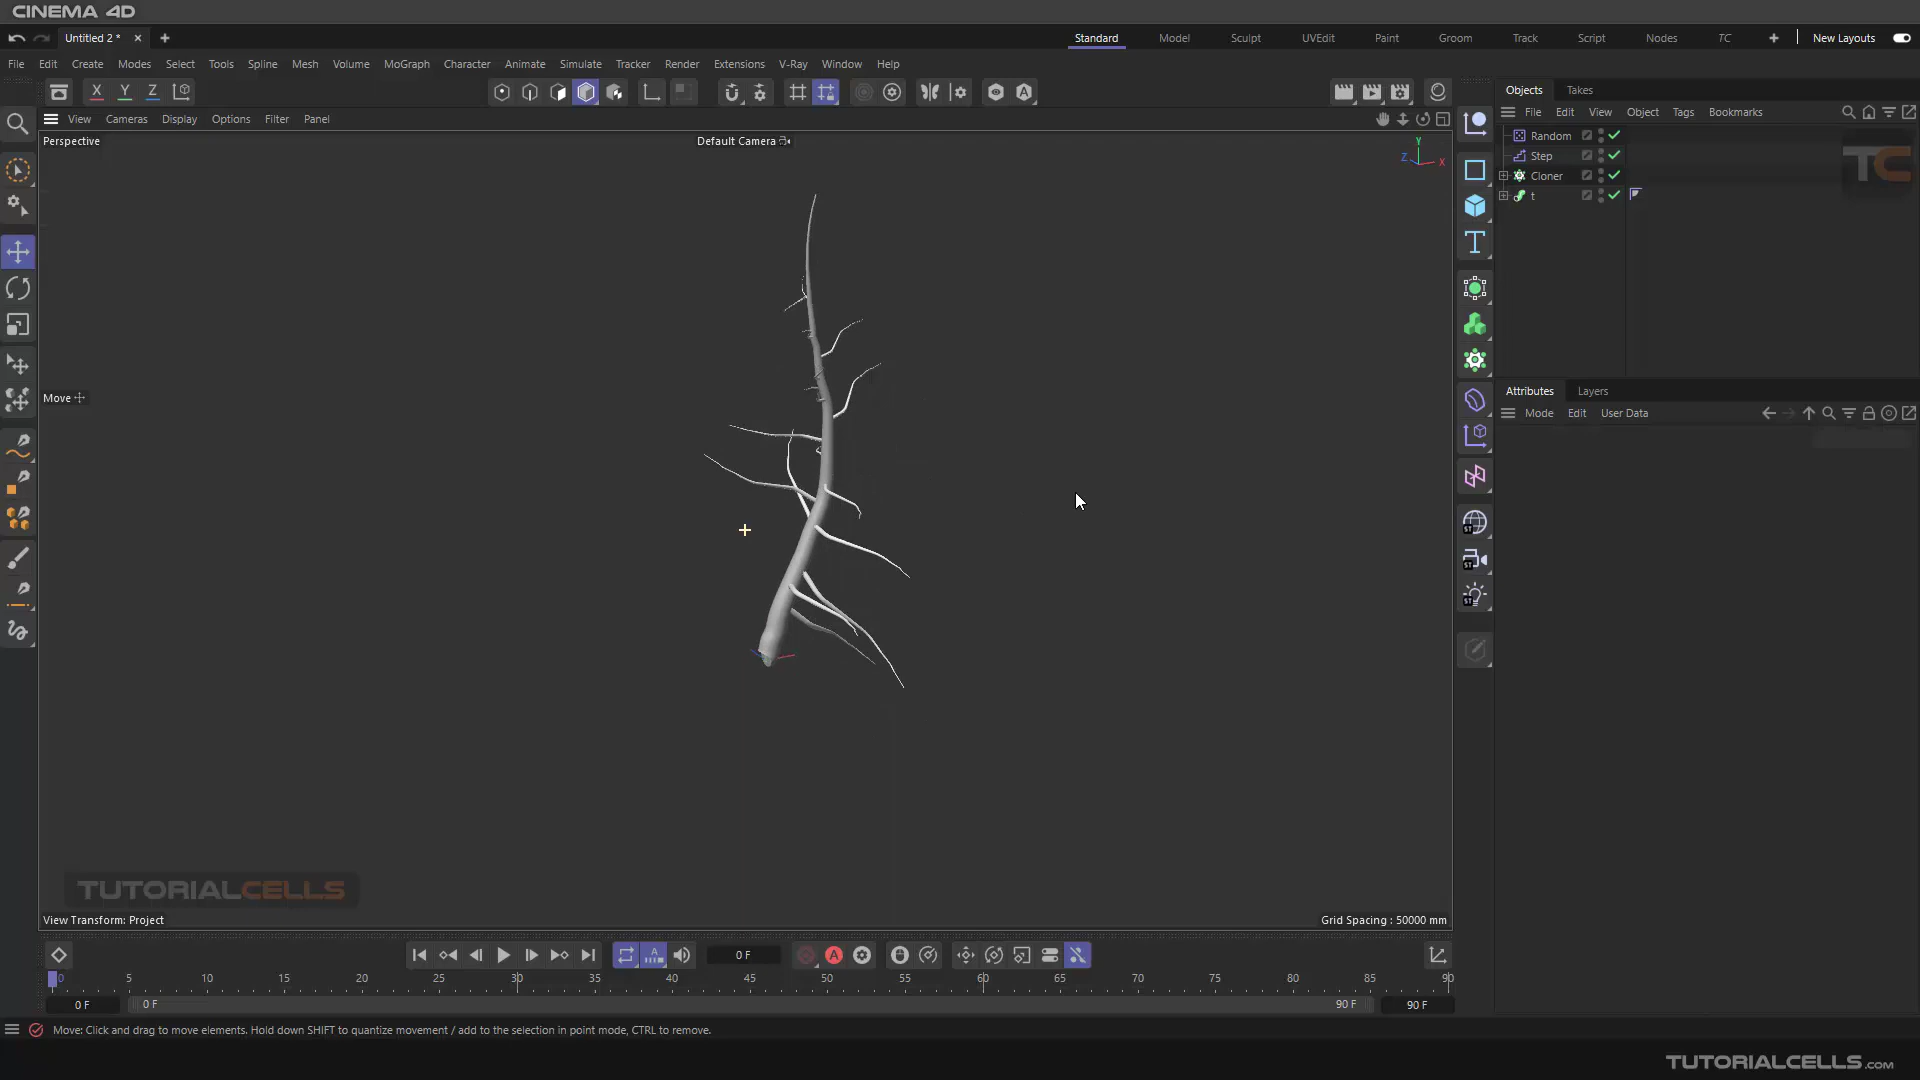 CINEMA 4D
Untitled 2 *
Standard Model Sculpt UVEdit Paint Groom Track Script Nodes TC New Layouts
File Edit Create Modes Select Tools Spline Mesh Volume MoGraph Character Animate Simulate Tracker Render Extensions V-Ray Window Help
X Y Z
Objects Takes
View Cameras Display Options Filter Panel
File Edit View Object Tags Bookmarks
Perspective
Default Camera
Y
Z X
Random
Step
Cloner
t
TC
Attributes Layers
Mode Edit User Data
Move
ST
ST
ST
TUTORIALCELLS
View Transform: Project
Grid Spacing : 50000 mm
0 F
0 5 10 15 20 25 30 35 40 45 50 55 60 65 70 75 80 85 90
0 F 0 F 90 F 90 F
Move: Click and drag to move elements. Hold down SHIFT to quantize movement / add to the selection in point mode, CTRL to remove.
TUTORIALCELLS.COM